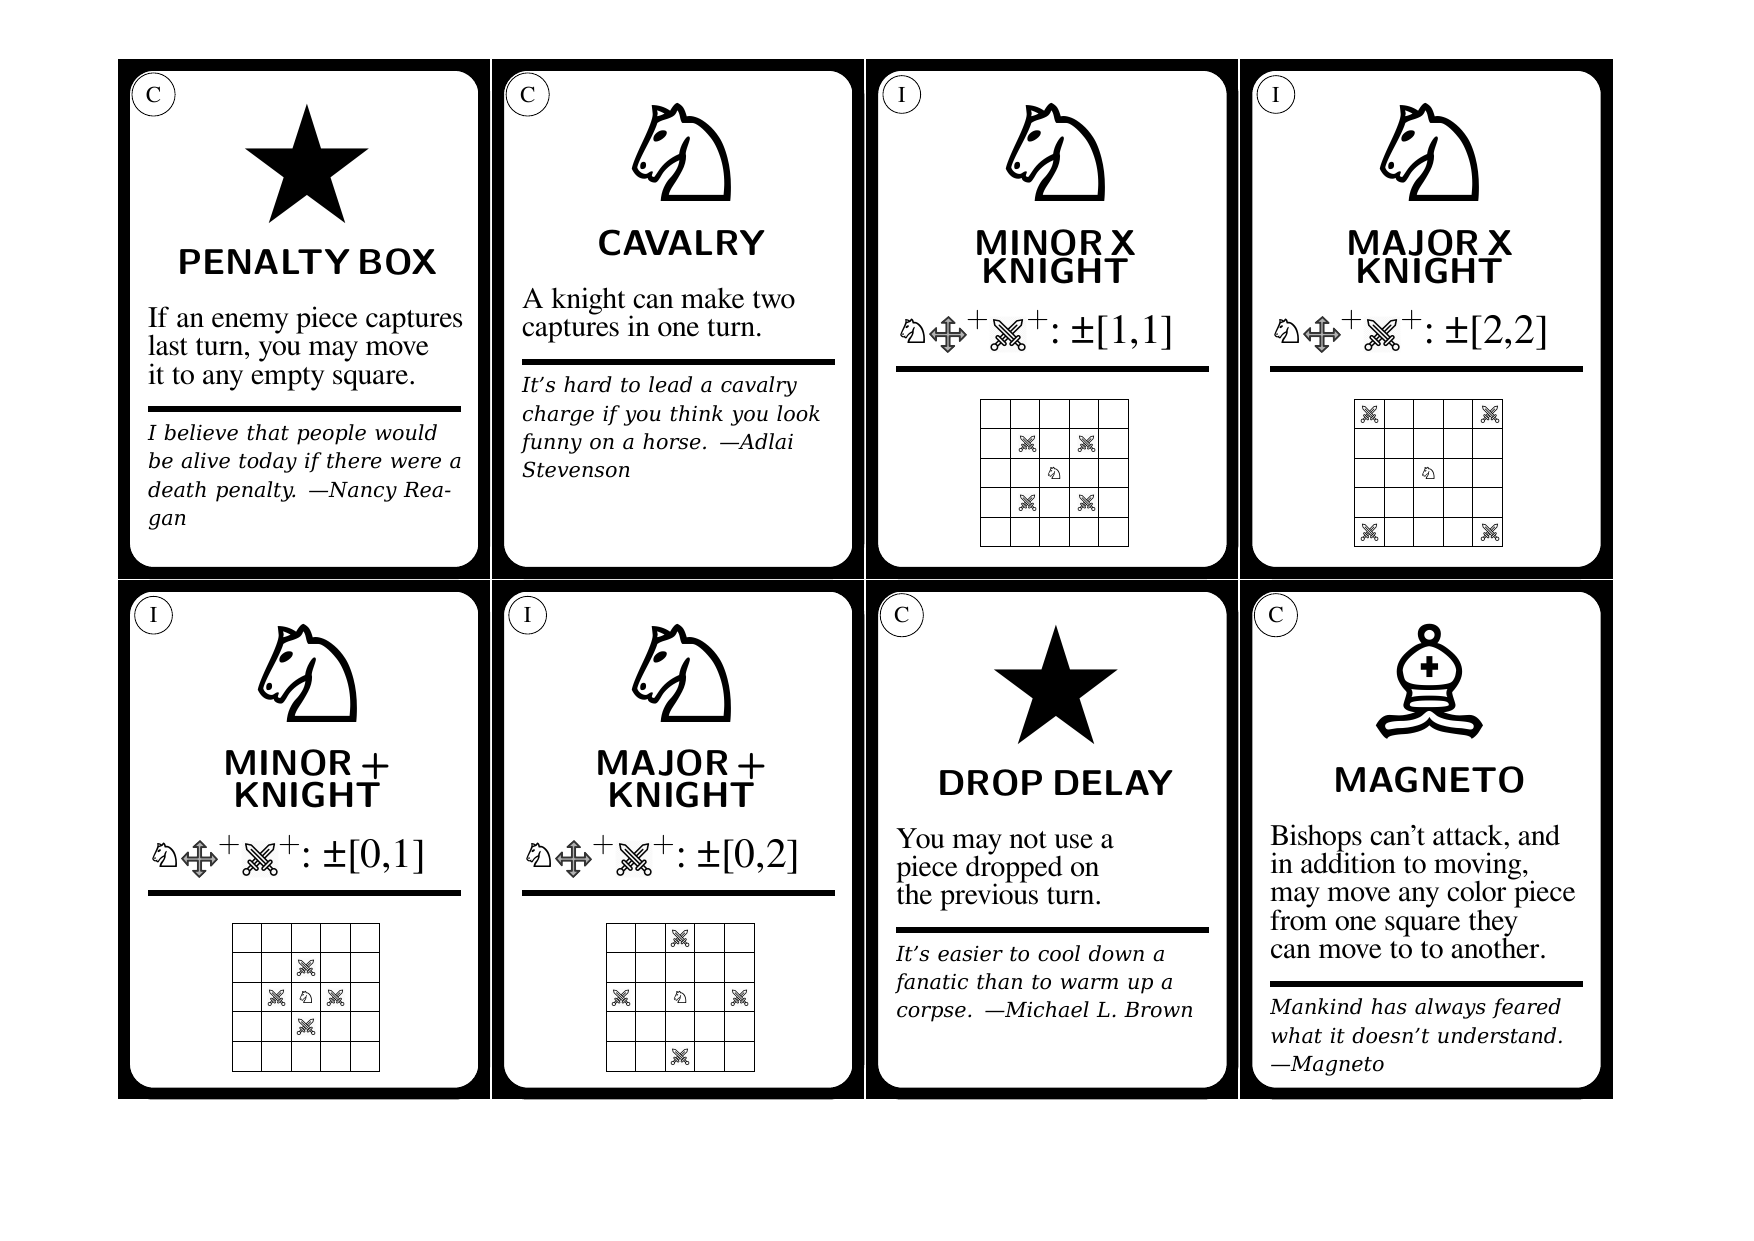 C
PENALTY BOX
If an enemy piece captures
last turn, you may move
it to any empty square.
I believe that people would
be alive today if there were a
death penalty. —Nancy Rea-
gan
C
CAVALRY
A knight can make two
captures in one turn.
It’s hard to lead a cavalry
charge if you think you look
funny on a horse. —Adlai
Stevenson
I
MINOR X
KNIGHT
♘✥⁺⚔⁺: ±[1,1]
I
MAJOR X
KNIGHT
♘✥⁺⚔⁺: ±[2,2]
I
MINOR +
KNIGHT
♘✥⁺⚔⁺: ±[0,1]
I
MAJOR +
KNIGHT
♘✥⁺⚔⁺: ±[0,2]
C
DROP DELAY
You may not use a
piece dropped on
the previous turn.
It’s easier to cool down a
fanatic than to warm up a
corpse. —Michael L. Brown
C
MAGNETO
Bishops can’t attack, and
in addition to moving,
may move any color piece
from one square they
can move to to another.
Mankind has always feared
what it doesn’t understand.
—Magneto